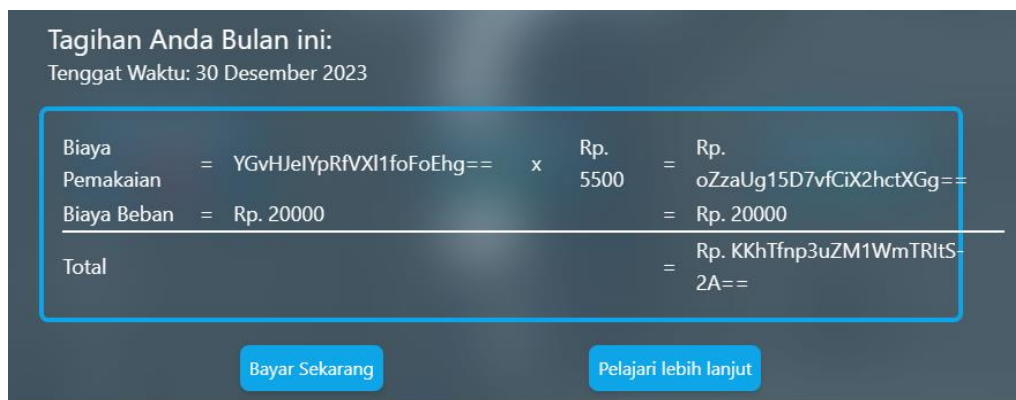 Tagihan Anda Bulan ini:
Tenggat Waktu: 30 Desember 2023
Biaya Pemakaian = YGvHJeIYpRfVXl1foFoEhg== x Rp. 5500 = Rp. oZzaUg15D7vfCiX2hctXGg==
Biaya Beban = Rp. 20000 = Rp. 20000
Total = Rp. KKhTfnp3uZM1WmTRItS-2A==
Bayar Sekarang
Pelajari lebih lanjut